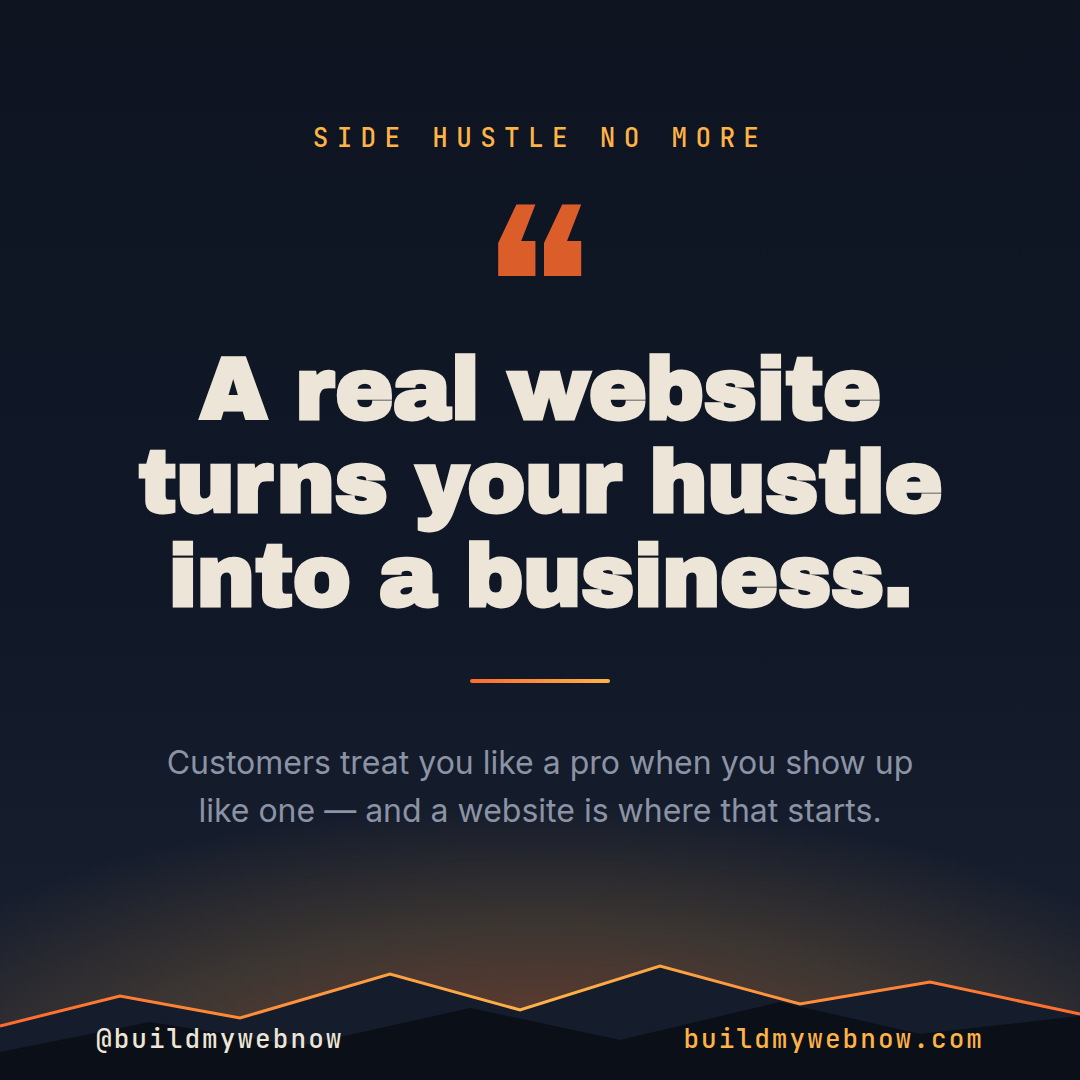 SIDE HUSTLE NO MORE
“
A real website
turns your hustle
into a business.
Customers treat you like a pro when you show up
like one — and a website is where that starts.
@buildmywebnow
buildmywebnow.com